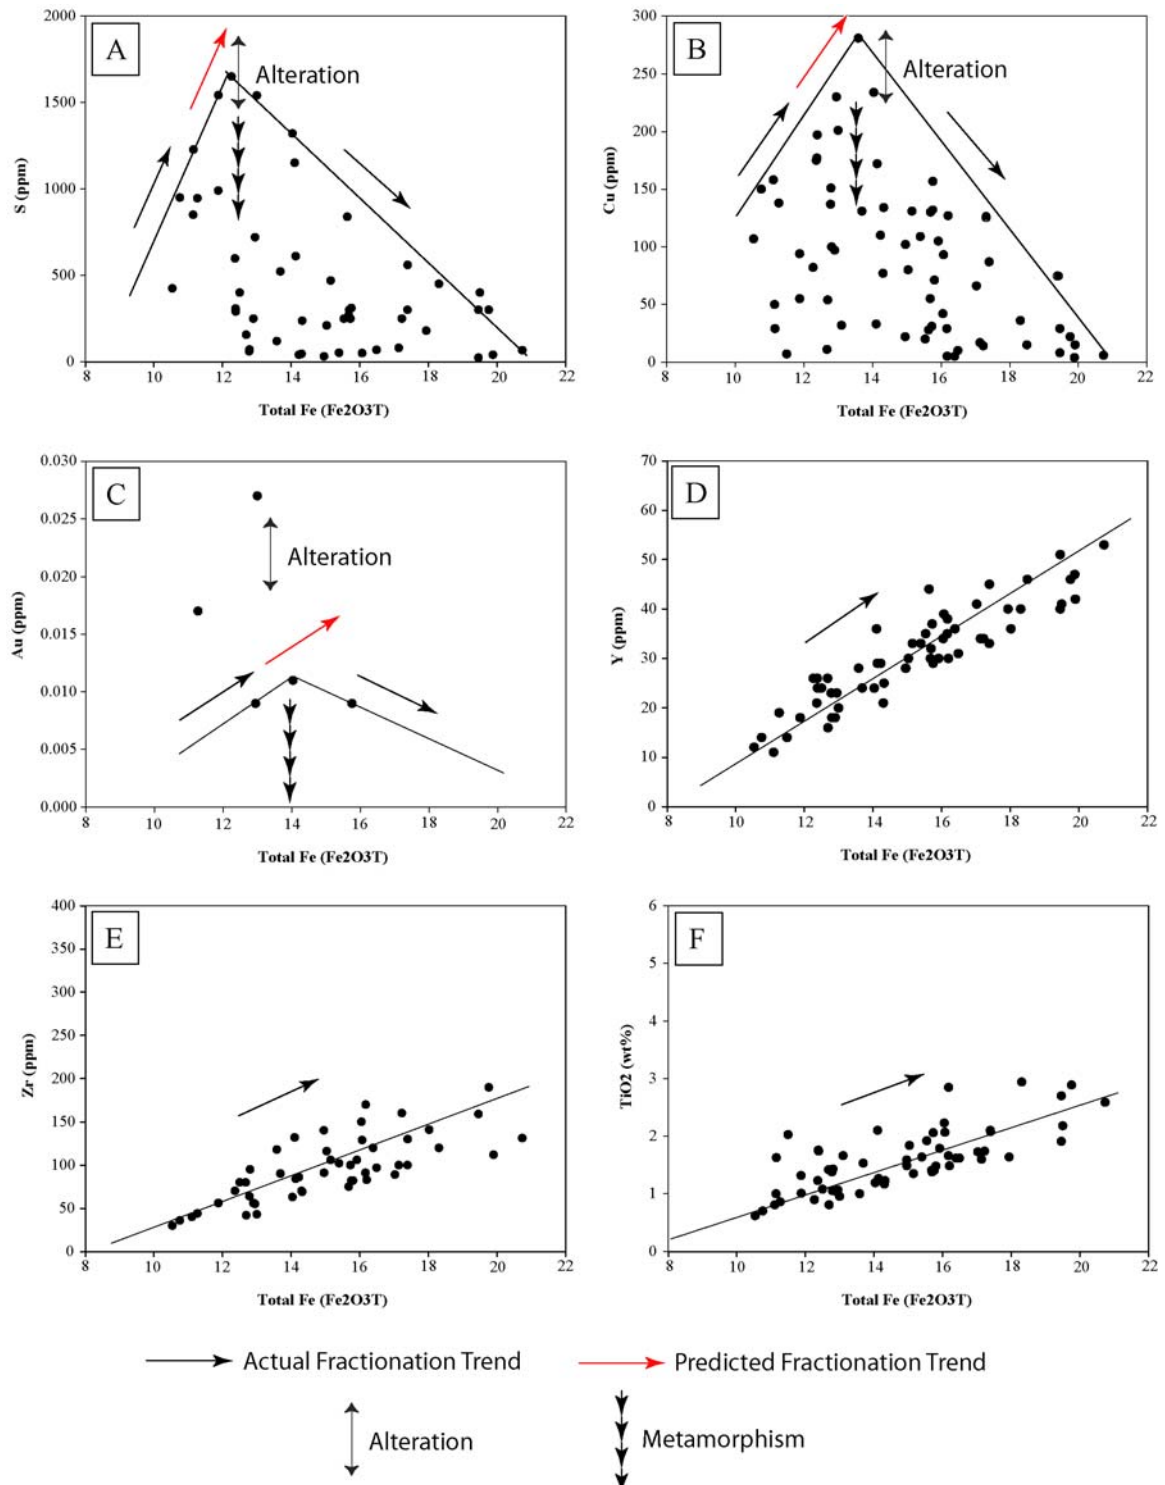 A
2000
1500
1000
500
0
S (ppm)
Alteration
8 10 12 14 16 18 20 22
Total Fe (Fe2O3T)
B
300
250
200
150
100
50
0
Cu (ppm)
Alteration
8 10 12 14 16 18 20 22
Total Fe (Fe2O3T)
C
0.030
0.025
0.020
0.015
0.010
0.005
0.000
Au (ppm)
Alteration
8 10 12 14 16 18 20 22
Total Fe (Fe2O3T)
D
70
60
50
40
30
20
10
0
Y (ppm)
8 10 12 14 16 18 20 22
Total Fe (Fe2O3T)
E
400
350
300
250
200
150
100
50
0
Zr (ppm)
8 10 12 14 16 18 20 22
Total Fe (Fe2O3T)
F
6
5
4
3
2
1
0
TiO2 (wt%)
8 10 12 14 16 18 20 22
Total Fe (Fe2O3T)
Actual Fractionation Trend
Predicted Fractionation Trend
Alteration
Metamorphism